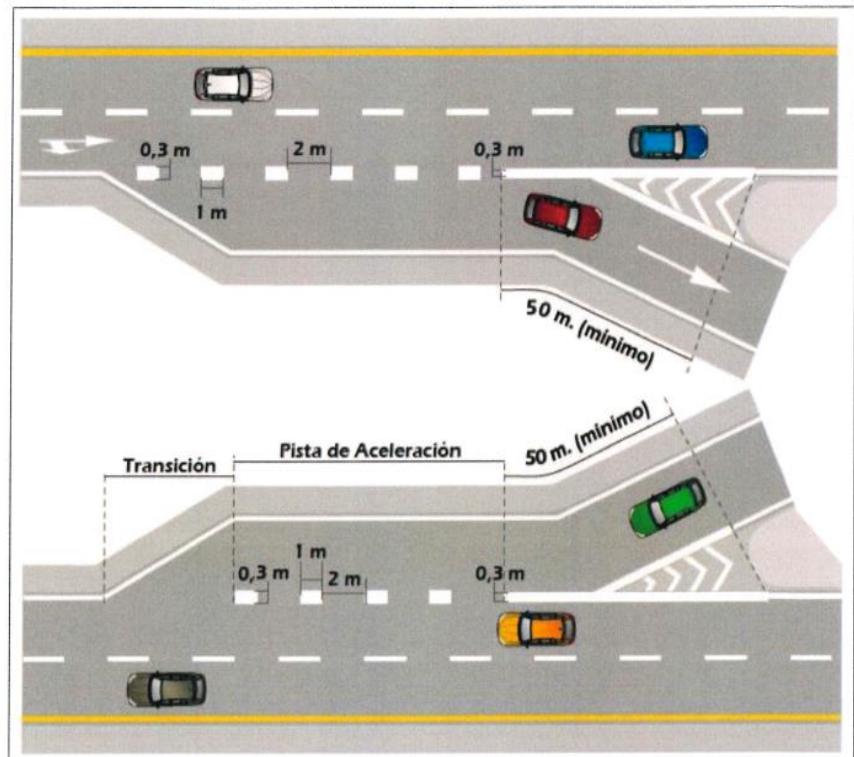 0,3 m
2 m
0,3 m
1 m
50 m. (mínimo)
Transición
Pista de Aceleración
50 m. (mínimo)
1 m
0,3 m
2 m
0,3 m